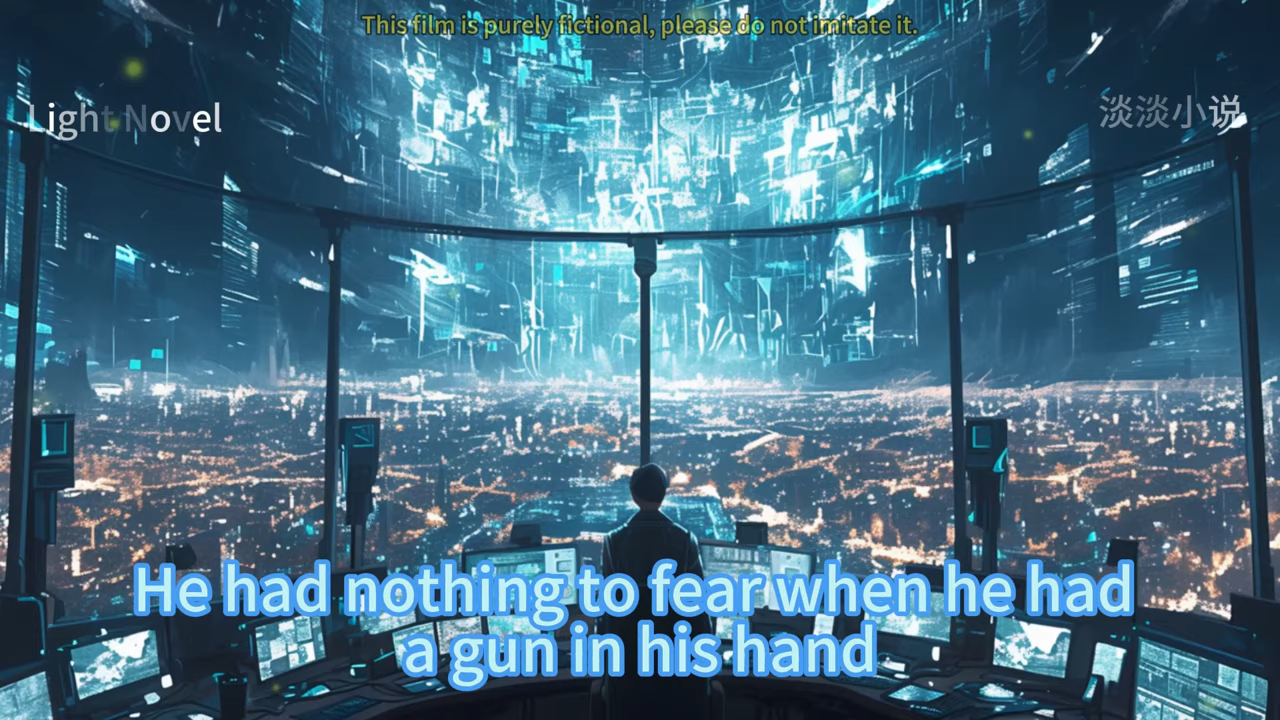 This film is purely fictional, please do not imitate it.
Light Novel
淡淡小说
He had nothing to fear when he had
a gun in his hand